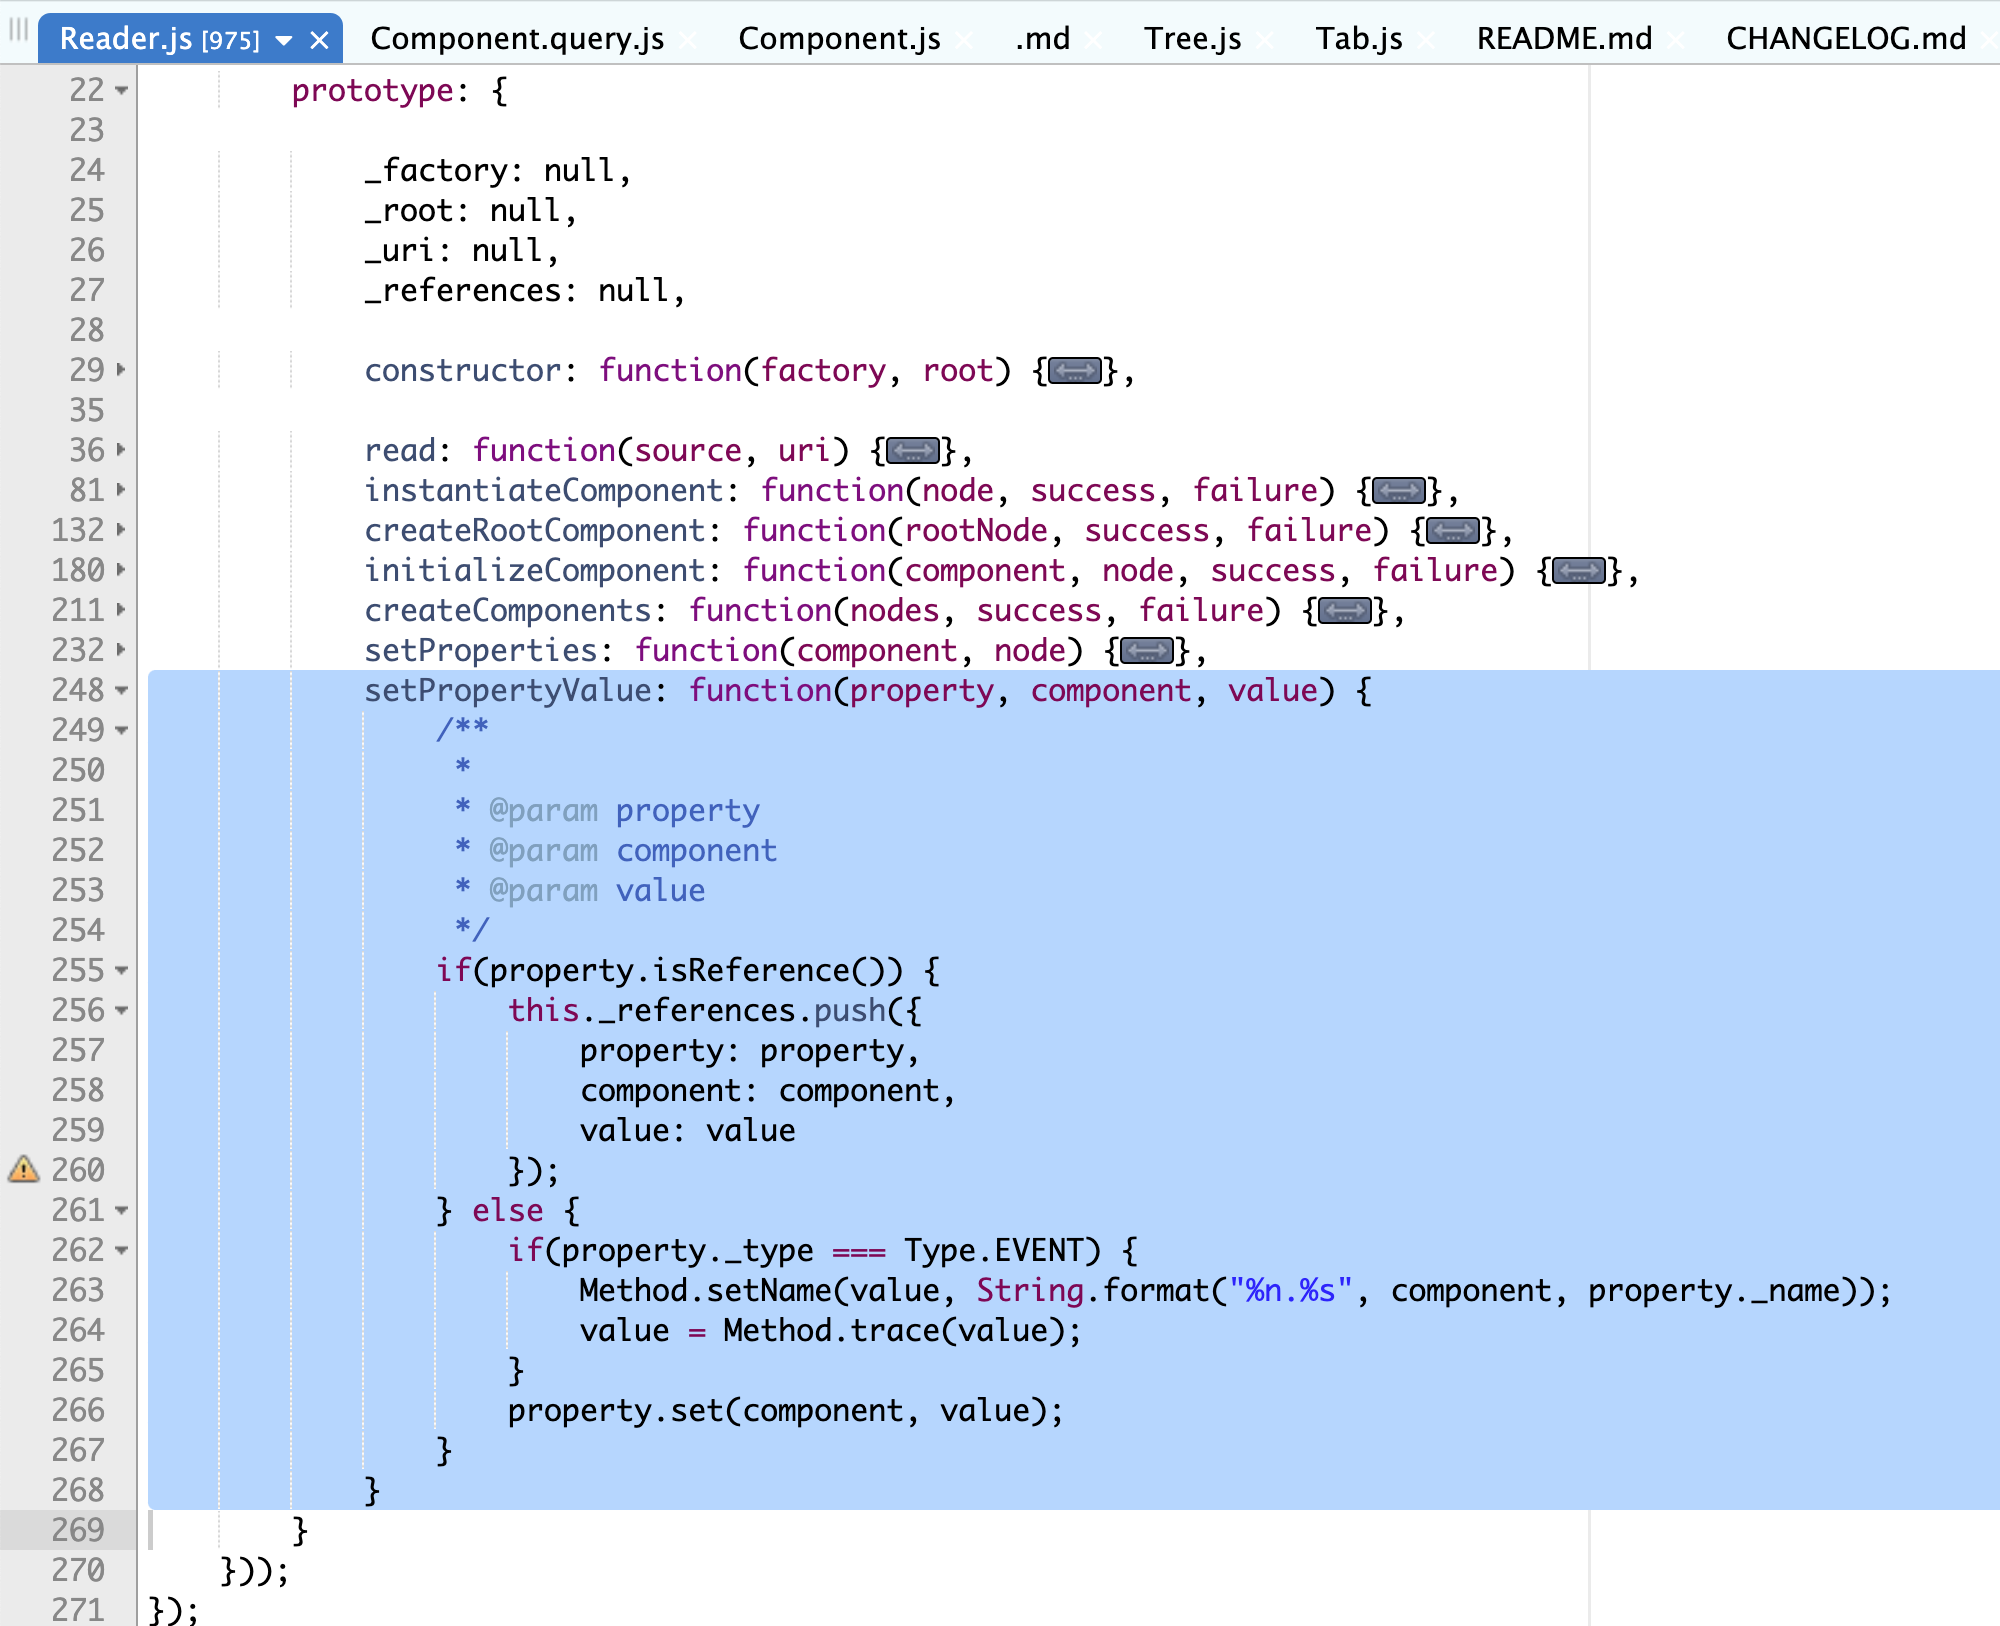 Reader.js [975] Component.query.js Component.js .md Tree.js Tab.js README.md CHANGELOG.md
22 prototype: {
23
24 _factory: null,
25 _root: null,
26 _uri: null,
27 _references: null,
28
29 constructor: function(factory, root) {...},
35
36 read: function(source, uri) {...},
81 instantiateComponent: function(node, success, failure) {...},
132 createRootComponent: function(rootNode, success, failure) {...},
180 initializeComponent: function(component, node, success, failure) {...},
211 createComponents: function(nodes, success, failure) {...},
232 setProperties: function(component, node) {...},
248 setPropertyValue: function(property, component, value) {
249 /**
250 *
251 * @param property
252 * @param component
253 * @param value
254 */
255 if(property.isReference()) {
256 this._references.push({
257 property: property,
258 component: component,
259 value: value
260 });
261 } else {
262 if(property._type === Type.EVENT) {
263 Method.setName(value, String.format("%n.%s", component, property._name));
264 value = Method.trace(value);
265 }
266 property.set(component, value);
267 }
268 }
269 }
270 }));
271 });